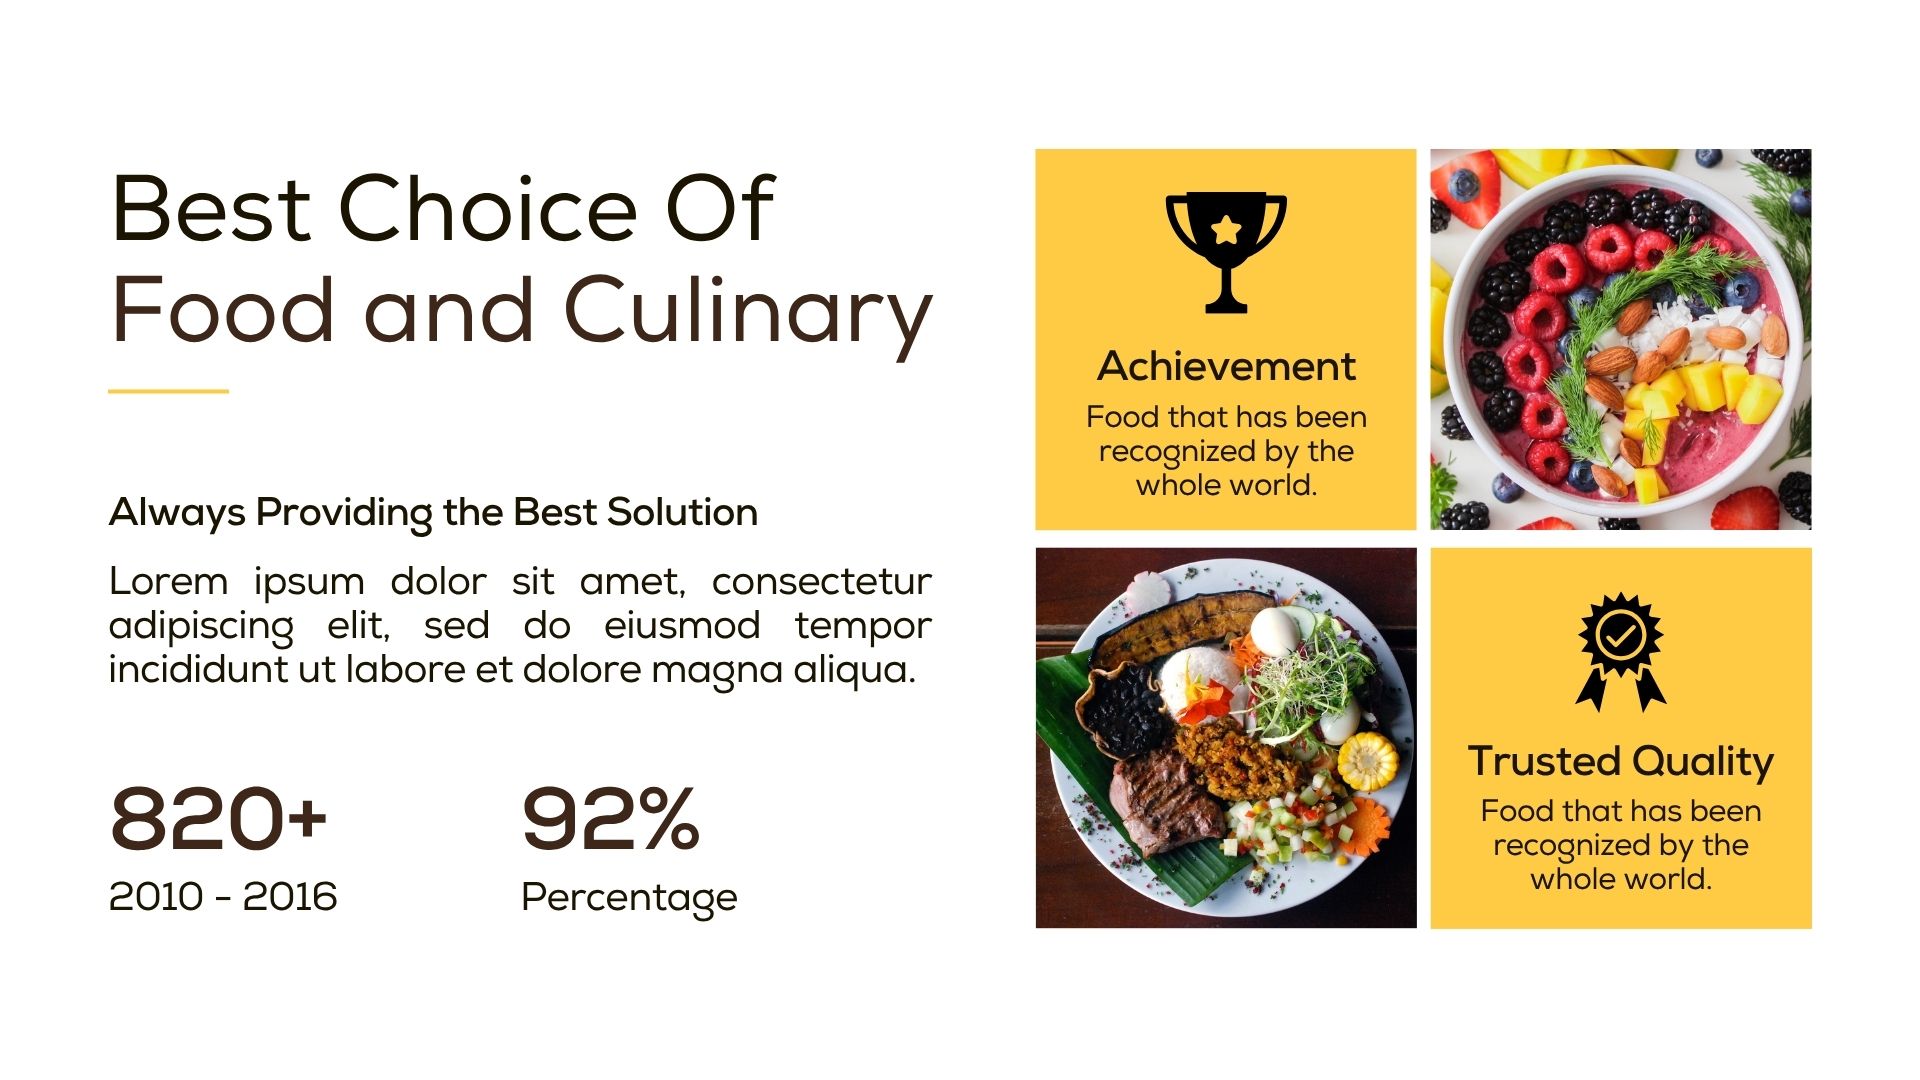 Best Choice Of
Food and Culinary
Always Providing the Best Solution
Lorem ipsum dolor sit amet, consectetur
adipiscing elit, sed do eiusmod tempor
incididunt ut labore et dolore magna aliqua.
820+
2010 - 2016
92%
Percentage
Achievement
Food that has been
recognized by the
whole world.
Trusted Quality
Food that has been
recognized by the
whole world.